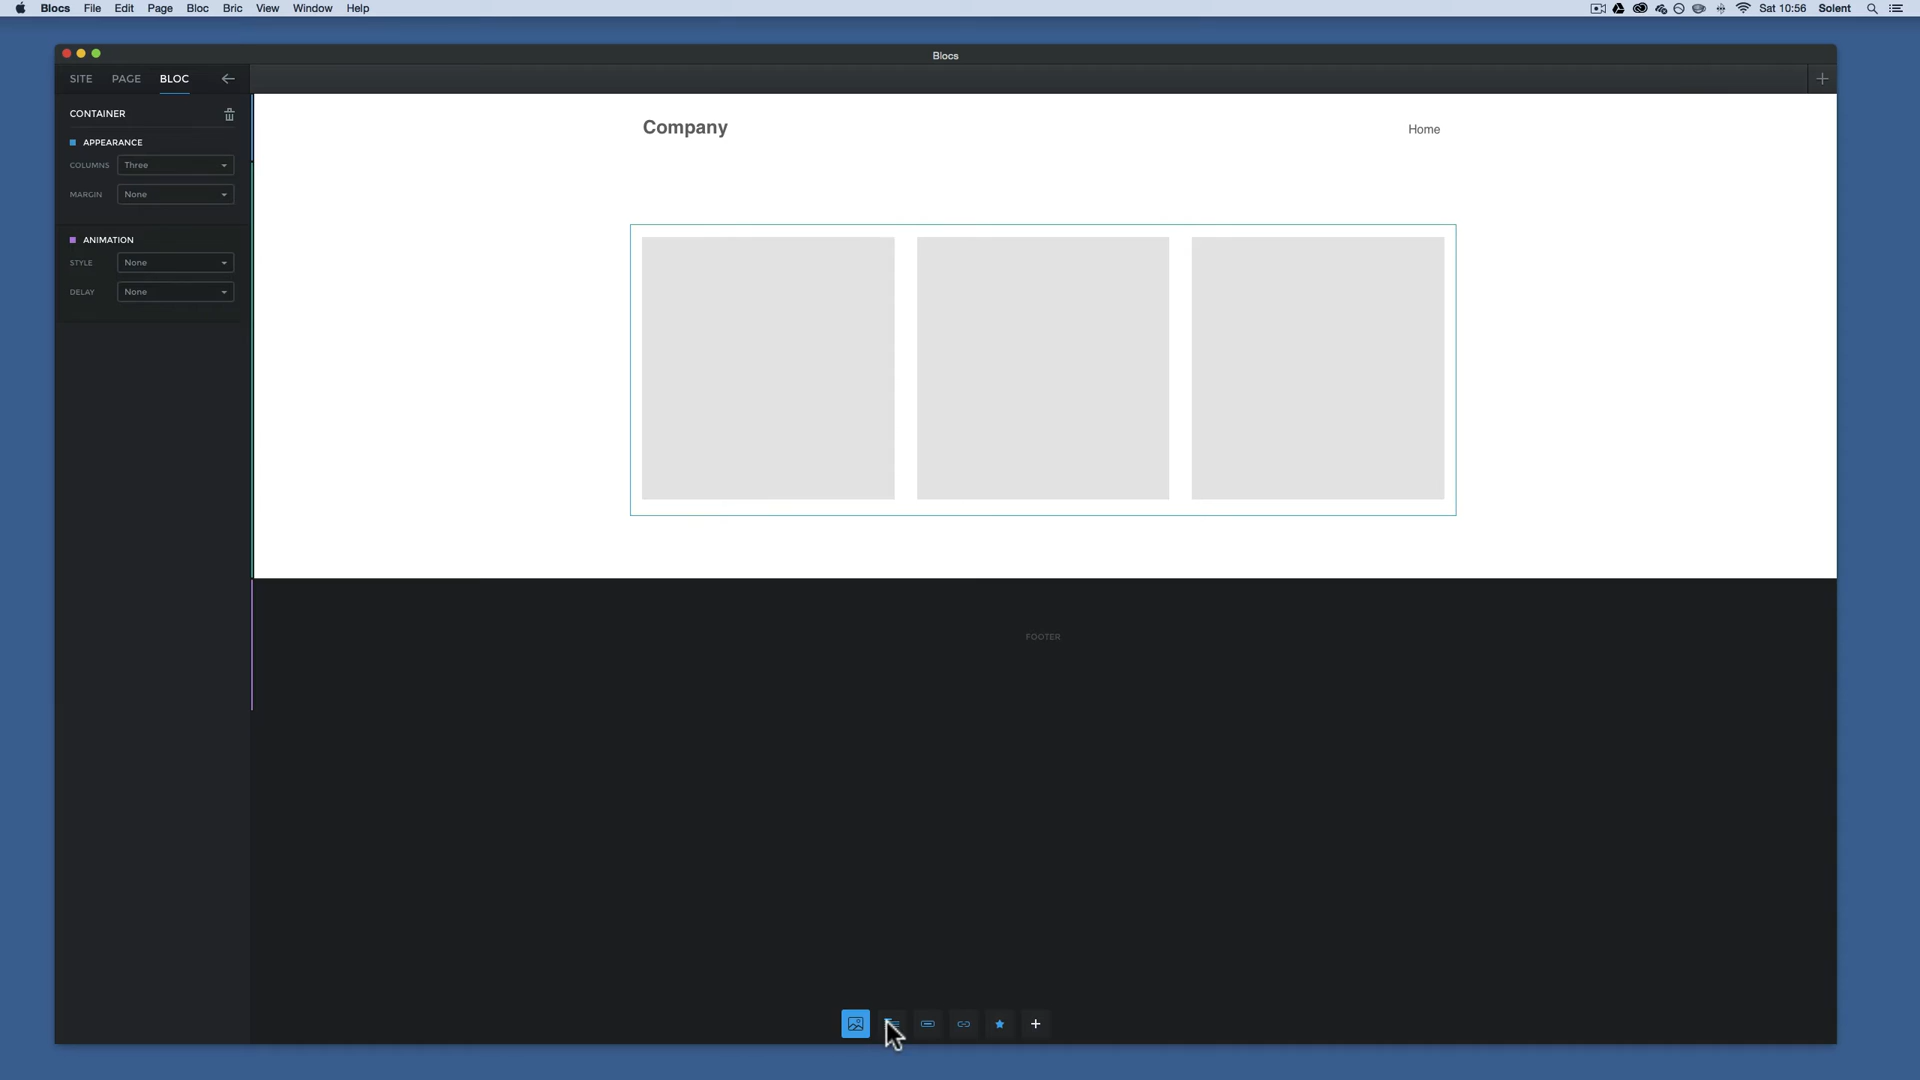 Blocs File Edit Page Bloc Bric View Window Help Sat 10:56 Solent
Blocs
SITE PAGE BLOC
CONTAINER
APPEARANCE
COLUMNS Three
MARGIN None
ANIMATION
STYLE None
DELAY None
Company
Home
FOOTER